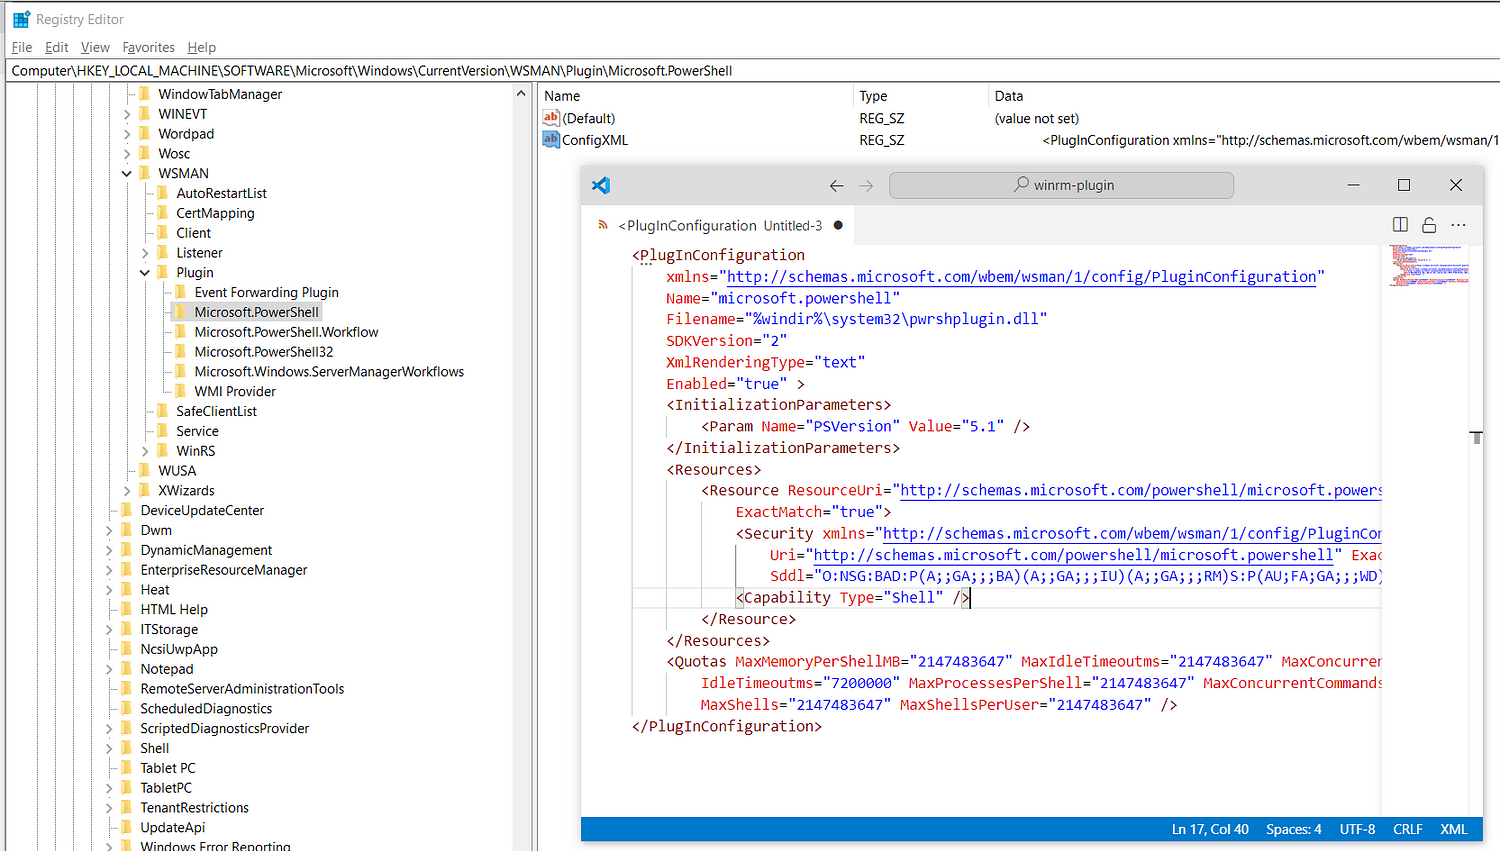 Registry Editor
File Edit View Favorites Help
Computer\HKEY_LOCAL_MACHINE\SOFTWARE\Microsoft\Windows\CurrentVersion\WSMAN\Plugin\Microsoft.PowerShell
WindowTabManager
WINEVT
Wordpad
Wosc
WSMAN
AutoRestartList
CertMapping
Client
Listener
Plugin
Event Forwarding Plugin
Microsoft.PowerShell
Microsoft.PowerShell.Workflow
Microsoft.PowerShell32
Microsoft.Windows.ServerManagerWorkflows
WMI Provider
SafeClientList
Service
WinRS
WUSA
XWizards
DeviceUpdateCenter
Dwm
DynamicManagement
EnterpriseResourceManager
Heat
HTML Help
ITStorage
NcsiUwpApp
Notepad
RemoteServerAdministrationTools
ScheduledDiagnostics
ScriptedDiagnosticsProvider
Shell
Tablet PC
TabletPC
TenantRestrictions
UpdateApi
Windows Error Reporting
Name Type Data
(Default) REG_SZ (value not set)
ConfigXML REG_SZ <PlugInConfiguration xmlns="http://schemas.microsoft.com/wbem/wsman/1
winrm-plugin
<PlugInConfiguration Untitled-3
<PlugInConfiguration
xmlns="http://schemas.microsoft.com/wbem/wsman/1/config/PluginConfiguration"
Name="microsoft.powershell"
Filename="%windir%\system32\pwrshplugin.dll"
SDKVersion="2"
XmlRenderingType="text"
Enabled="true" >
<InitializationParameters>
<Param Name="PSVersion" Value="5.1" />
</InitializationParameters>
<Resources>
<Resource ResourceUri="http://schemas.microsoft.com/powershell/microsoft.powers
ExactMatch="true">
<Security xmlns="http://schemas.microsoft.com/wbem/wsman/1/config/PluginCon
Uri="http://schemas.microsoft.com/powershell/microsoft.powershell" Exac
Sddl="O:NSG:BAD:P(A;;GA;;;BA)(A;;GA;;;IU)(A;;GA;;;RM)S:P(AU;FA;GA;;;WD)
<Capability Type="Shell" />
</Resource>
</Resources>
<Quotas MaxMemoryPerShellMB="2147483647" MaxIdleTimeoutms="2147483647" MaxConcurren
IdleTimeoutms="7200000" MaxProcessesPerShell="2147483647" MaxConcurrentCommands
MaxShells="2147483647" MaxShellsPerUser="2147483647" />
</PlugInConfiguration>
Ln 17, Col 40 Spaces: 4 UTF-8 CRLF XML